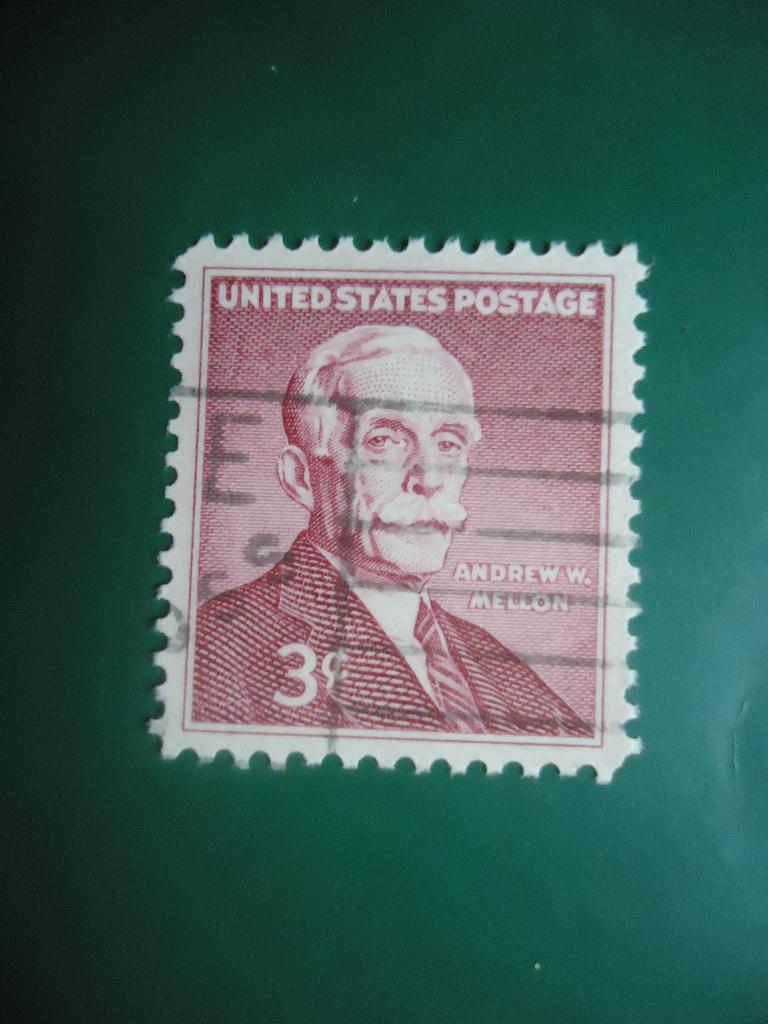 UNITED STATES POSTAGE
ANDREW W.
MELLON
3¢